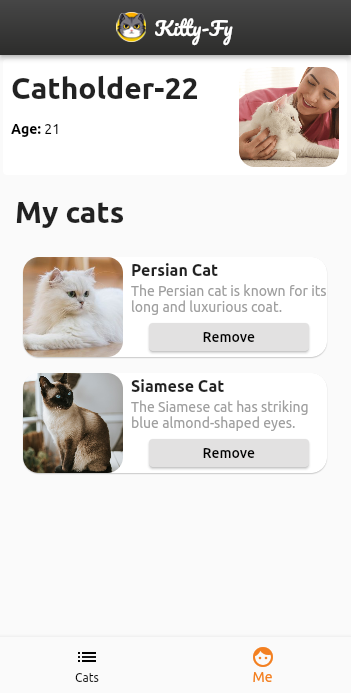 Kitty-Fy
Catholder-22
Age: 21
My cats
Persian Cat
The Persian cat is known for its
long and luxurious coat.
Remove
Siamese Cat
The Siamese cat has striking
blue almond-shaped eyes.
Remove
Cats
Me